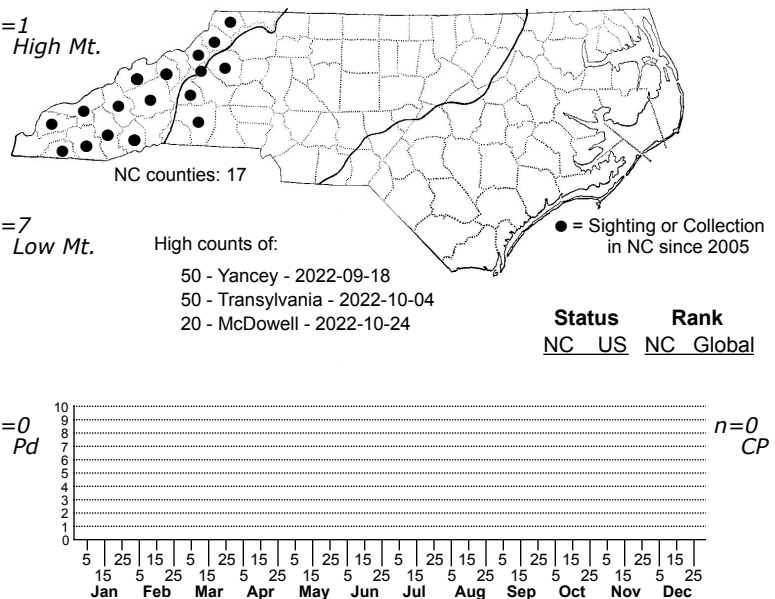 =1
High Mt.
NC counties: 17
=7
Low Mt.
High counts of:
50 - Yancey - 2022-09-18
50 - Transylvania - 2022-10-04
20 - McDowell - 2022-10-24
= Sighting or Collection
in NC since 2005
Status Rank
NC US NC Global
=0
Pd
n=0
CP
10
9
8
7
6
5
4
3
2
1
0
5 25 15 5 25 15 5 25 15 5 25 15 5 25 15 5 25 15
15 5 25 15 5 25 15 5 25 15 5 25 15 5 25 15 5 25
Jan Feb Mar Apr May Jun Jul Aug Sep Oct Nov Dec